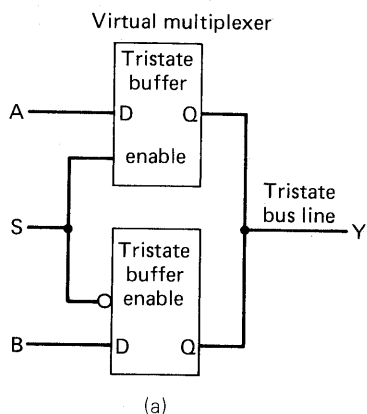 Virtual multiplexer
Tristate
buffer
A
D
Q
enable
Tristate
bus line
S
Y
Tristate
buffer
enable
B
D
Q
(a)